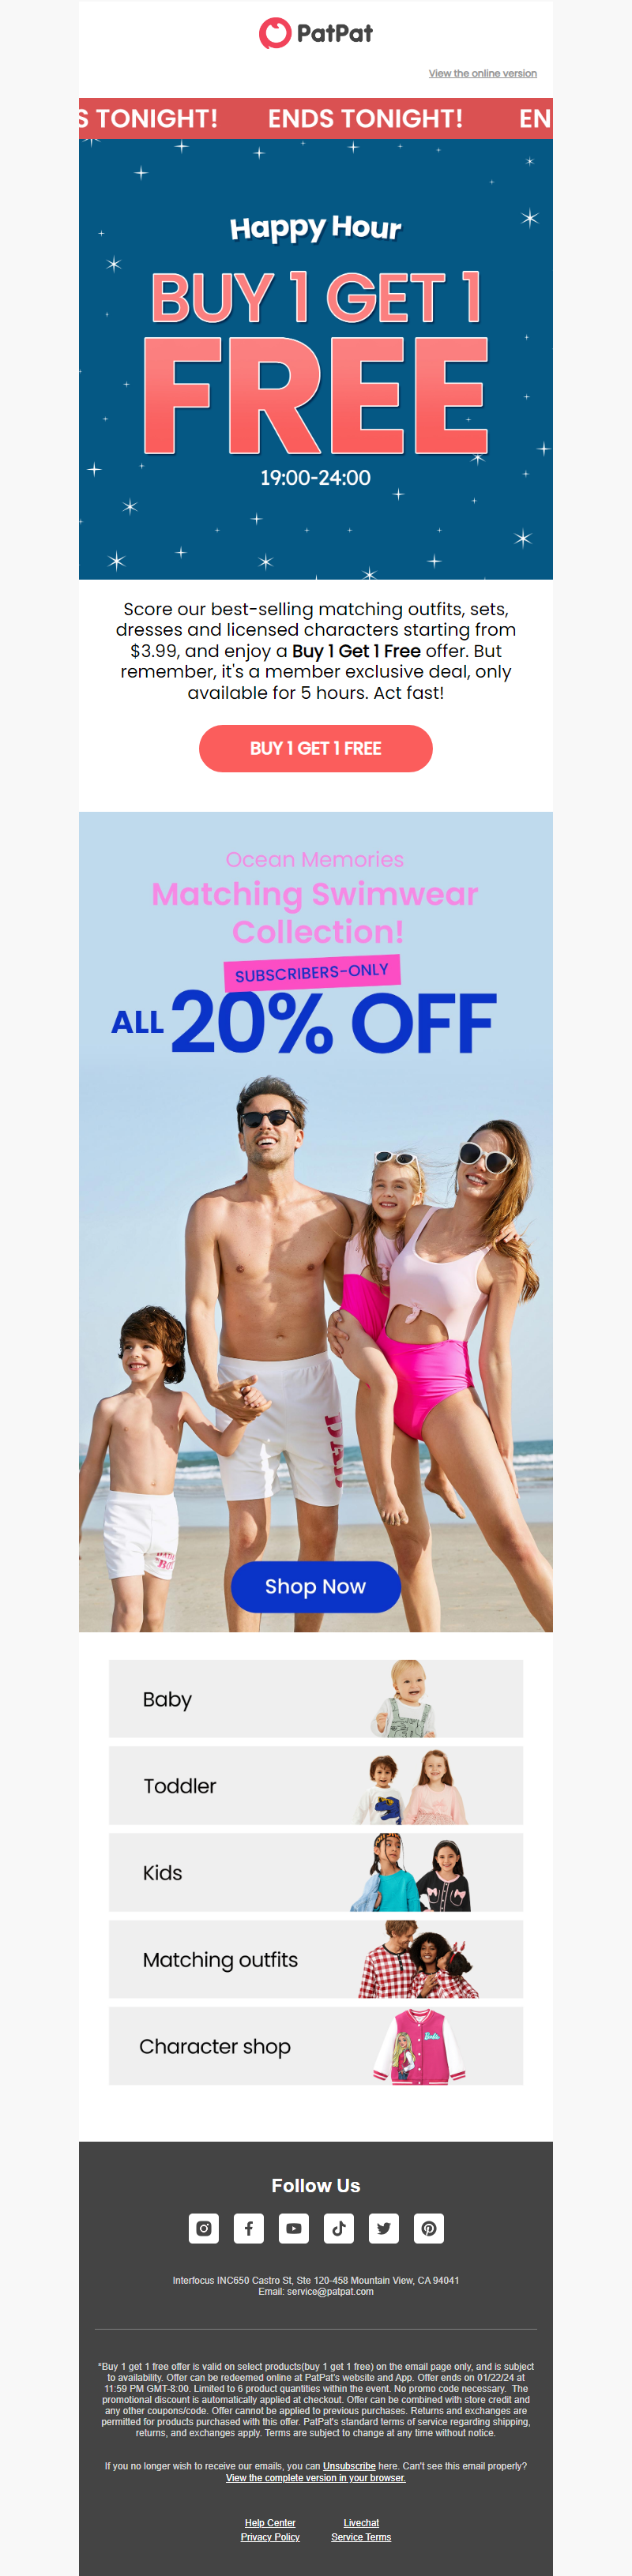 PatPat
View the online version
S TONIGHT! ENDS TONIGHT! EN
Happy Hour
BUY 1 GET 1
FREE
19:00-24:00
Score our best-selling matching outfits, sets,
dresses and licensed characters starting from
$3.99, and enjoy a Buy 1 Get 1 Free offer. But
remember, it's a member exclusive deal, only
available for 5 hours. Act fast!
BUY 1 GET 1 FREE
Ocean Memories
Matching Swimwear
Collection!
SUBSCRIBERS-ONLY
ALL 20% OFF
Shop Now
Baby
Toddler
Kids
Matching outfits
Character shop
Barbie
Follow Us
Interfocus INC650 Castro St, Ste 120-458 Mountain View, CA 94041
Email: service@patpat.com
*Buy 1 get 1 free offer is valid on select products(buy 1 get 1 free) on the email page only, and is subject
to availability. Offer can be redeemed online at PatPat's website and App. Offer ends on 01/22/24 at
11:59 PM GMT-8:00. Limited to 6 product quantities within the event. No promo code necessary. The
promotional discount is automatically applied at checkout. Offer can be combined with store credit and
any other coupons/code. Offer cannot be applied to previous purchases. Returns and exchanges are
permitted for products purchased with this offer. PatPat's standard terms of service regarding shipping,
returns, and exchanges apply. Terms are subject to change at any time without notice.
If you no longer wish to receive our emails, you can Unsubscribe here. Can't see this email properly?
View the complete version in your browser.
Help Center Livechat
Privacy Policy Service Terms